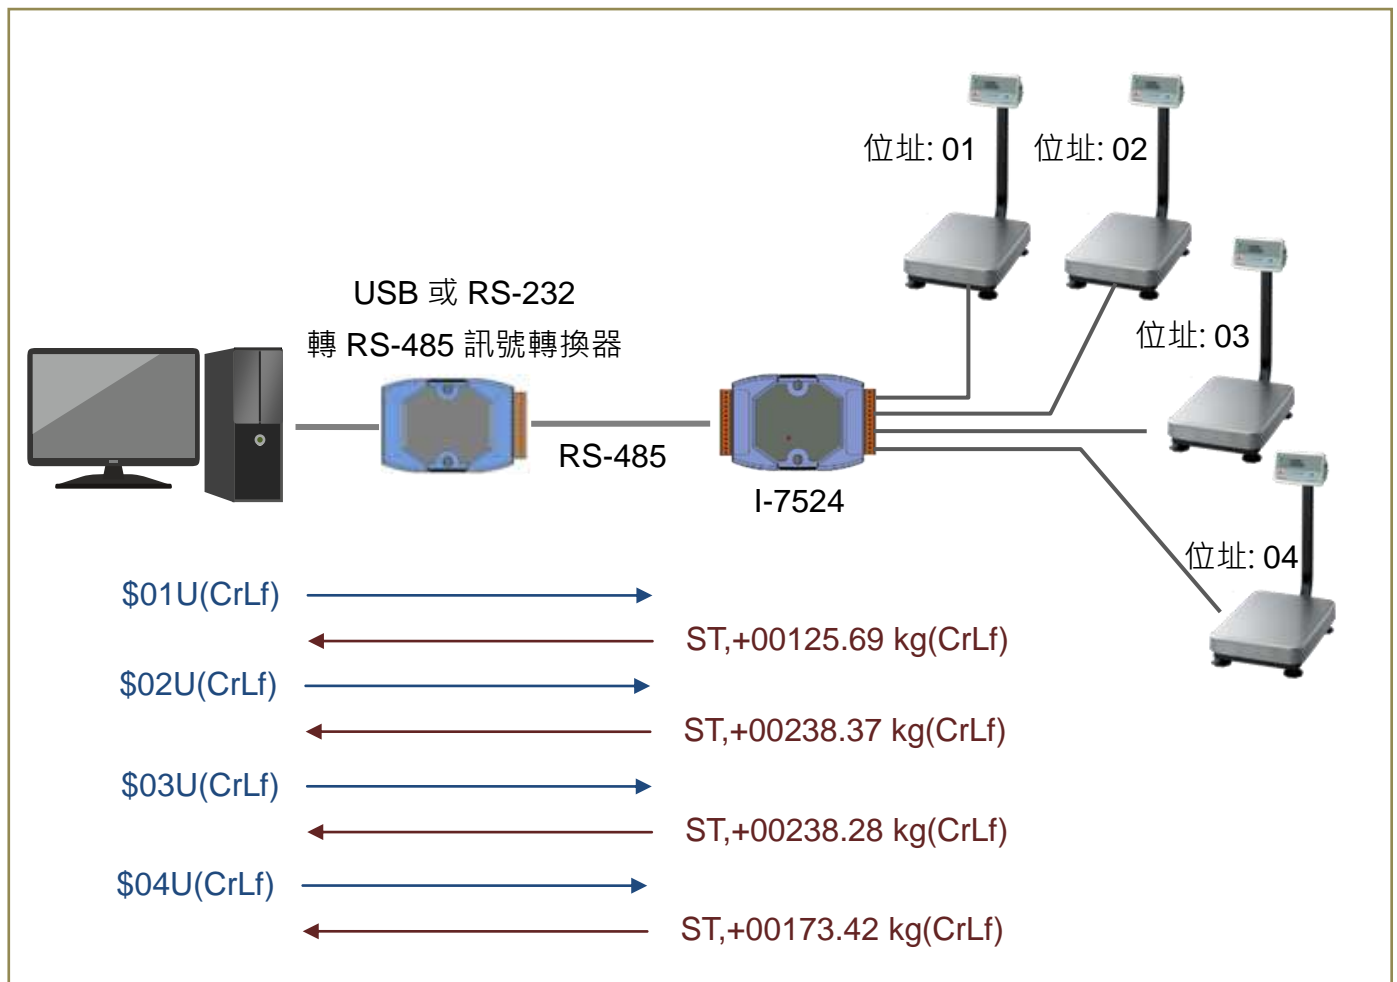 位址: 01
位址: 02
USB 或 RS-232
轉 RS-485 訊號轉換器
位址: 03
RS-485
I-7524
位址: 04
$01U(CrLf)
ST,+00125.69 kg(CrLf)
$02U(CrLf)
ST,+00238.37 kg(CrLf)
$03U(CrLf)
ST,+00238.28 kg(CrLf)
$04U(CrLf)
ST,+00173.42 kg(CrLf)